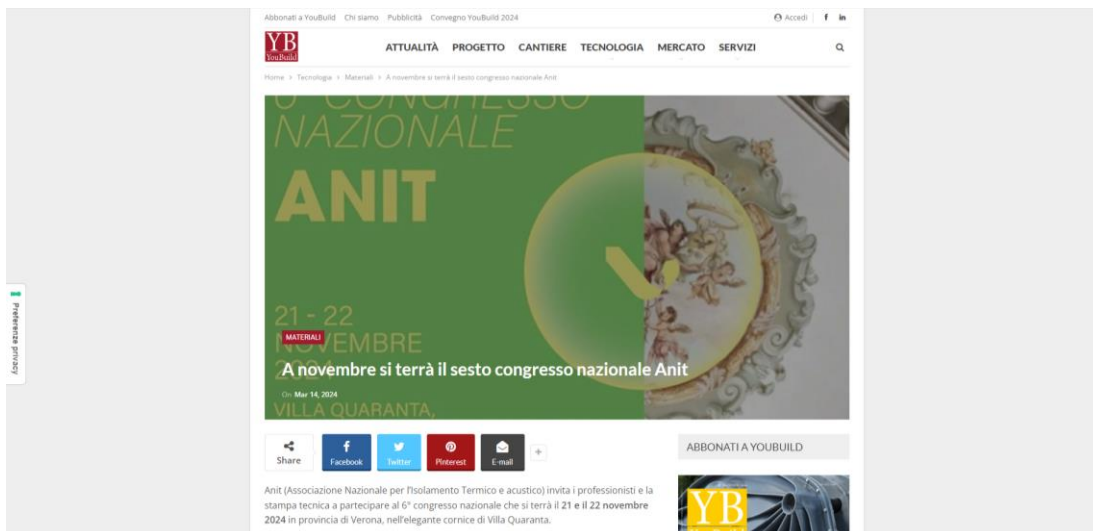 Abbonati a YouBuild Chi siamo Pubblicità Convegno YouBuild 2024 Accedi
YB
YouBuild
ATTUALITÀ PROGETTO CANTIERE TECNOLOGIA MERCATO SERVIZI
Home > Tecnologia > Materiali > A novembre si terrà il sesto congresso nazionale Anit
6° CONGRESSO
NAZIONALE
ANIT
21 - 22
NOVEMBRE
MATERIALI
2024
A novembre si terrà il sesto congresso nazionale Anit
On Mar 14, 2024
VILLA QUARANTA,
Preferenze privacy
Share
Facebook
Twitter
Pinterest
E-mail
+
ABBONATI A YOUBUILD
Anit (Associazione Nazionale per l'Isolamento Termico e acustico) invita i professionisti e la
stampa tecnica a partecipare al 6° congresso nazionale che si terrà il 21 e il 22 novembre
2024 in provincia di Verona, nell'elegante cornice di Villa Quaranta.
YB